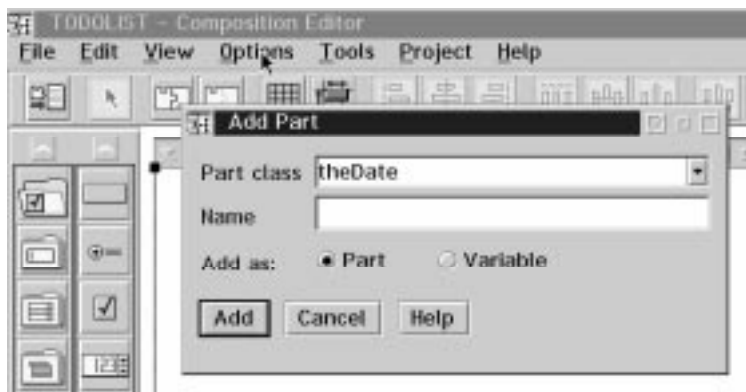 TODOLIST - Composition Editor
File Edit View Options Tools Project Help
Add Part
Part class theDate
Name
Add as: Part Variable
Add Cancel Help
123